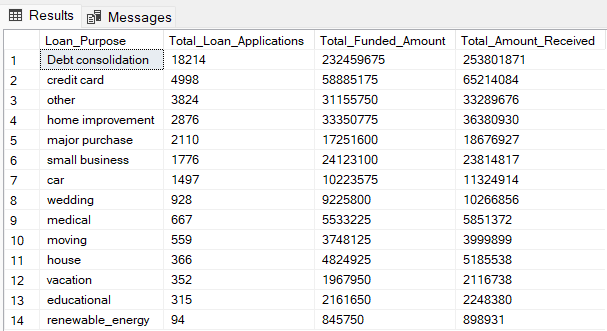 Results Messages
Loan_Purpose Total_Loan_Applications Total_Funded_Amount Total_Amount_Received
1 Debt consolidation 18214 232459675 253801871
2 credit card 4998 58885175 65214084
3 other 3824 31155750 33289676
4 home improvement 2876 33350775 36380930
5 major purchase 2110 17251600 18676927
6 small business 1776 24123100 23814817
7 car 1497 10223575 11324914
8 wedding 928 9225800 10266856
9 medical 667 5533225 5851372
10 moving 559 3748125 3999899
11 house 366 4824925 5185538
12 vacation 352 1967950 2116738
13 educational 315 2161650 2248380
14 renewable_energy 94 845750 898931